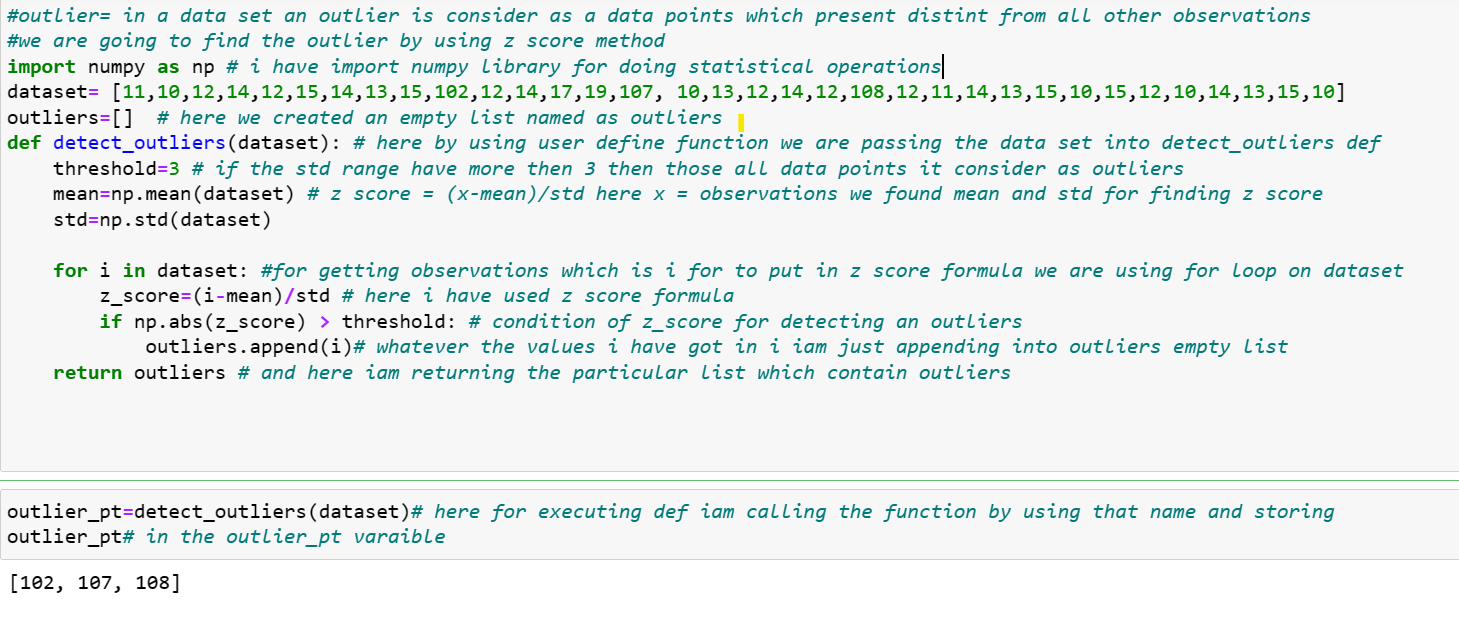 #outlier= in a data set an outlier is consider as a data points which present distint from all other observations
#we are going to find the outlier by using z score method
import numpy as np # i have import numpy library for doing statistical operations
dataset= [11,10,12,14,12,15,14,13,15,102,12,14,17,19,107, 10,13,12,14,12,108,12,11,14,13,15,10,15,12,10,14,13,15,10]
outliers=[]  # here we created an empty list named as outliers
def detect_outliers(dataset): # here by using user define function we are passing the data set into detect_outliers def
    threshold=3 # if the std range have more then 3 then those all data points it consider as outliers
    mean=np.mean(dataset) # z score = (x-mean)/std here x = observations we found mean and std for finding z score
    std=np.std(dataset)
    for i in dataset: #for getting observations which is i for to put in z score formula we are using for loop on dataset
        z_score=(i-mean)/std # here i have used z score formula
        if np.abs(z_score) > threshold: # condition of z_score for detecting an outliers
            outliers.append(i)# whatever the values i have got in i iam just appending into outliers empty list
    return outliers # and here iam returning the particular list which contain outliers
outlier_pt=detect_outliers(dataset)# here for executing def iam calling the function by using that name and storing
outlier_pt# in the outlier_pt varaible
[102, 107, 108]